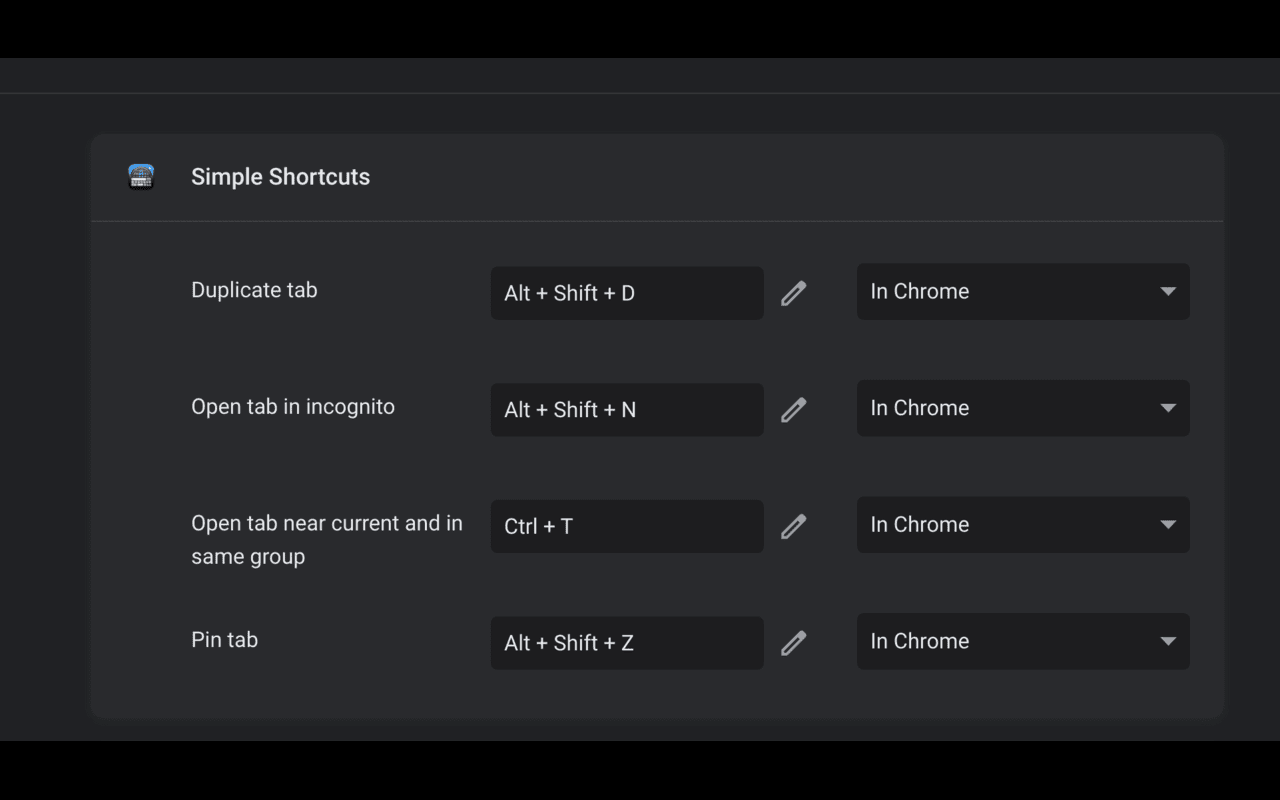 Simple Shortcuts
Duplicate tab
Alt + Shift + D
In Chrome
Open tab in incognito
Alt + Shift + N
In Chrome
Open tab near current and in
same group
Ctrl + T
In Chrome
Pin tab
Alt + Shift + Z
In Chrome